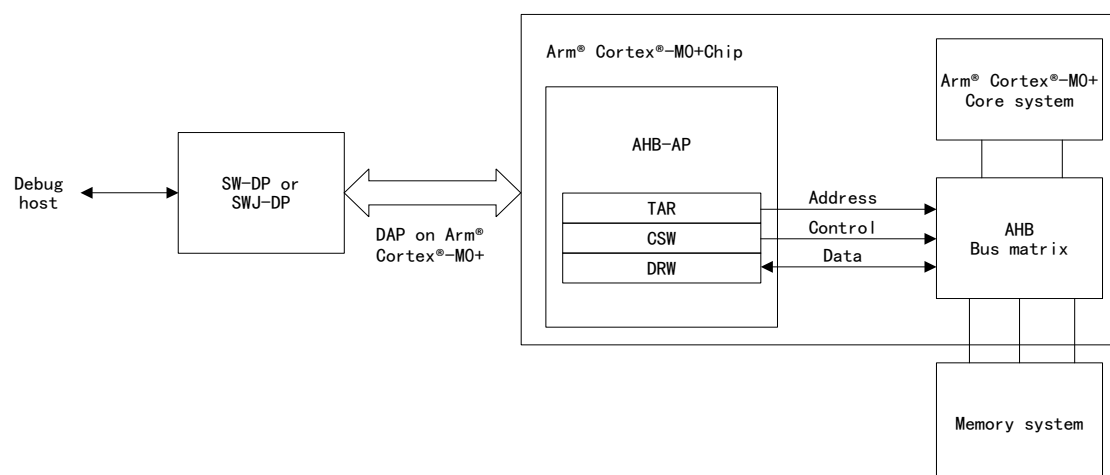 Arm® Cortex®-M0+Chip
Arm® Cortex®-M0+
Core system
AHB-AP
Debug
host
SW-DP or
SWJ-DP
TAR
CSW
DRW
Address
Control
Data
AHB
Bus matrix
DAP on Arm®
Cortex®-M0+
Memory system